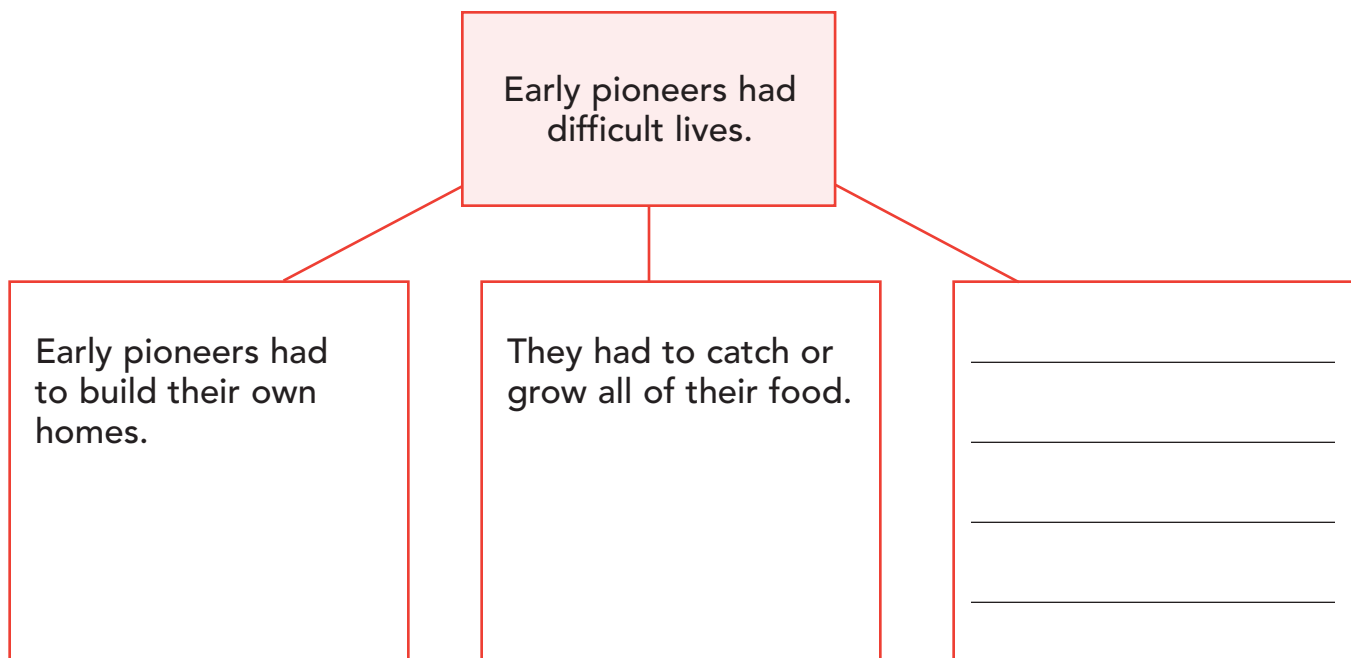 Early pioneers had
difficult lives.
Early pioneers had
to build their own
homes.
They had to catch or
grow all of their food.